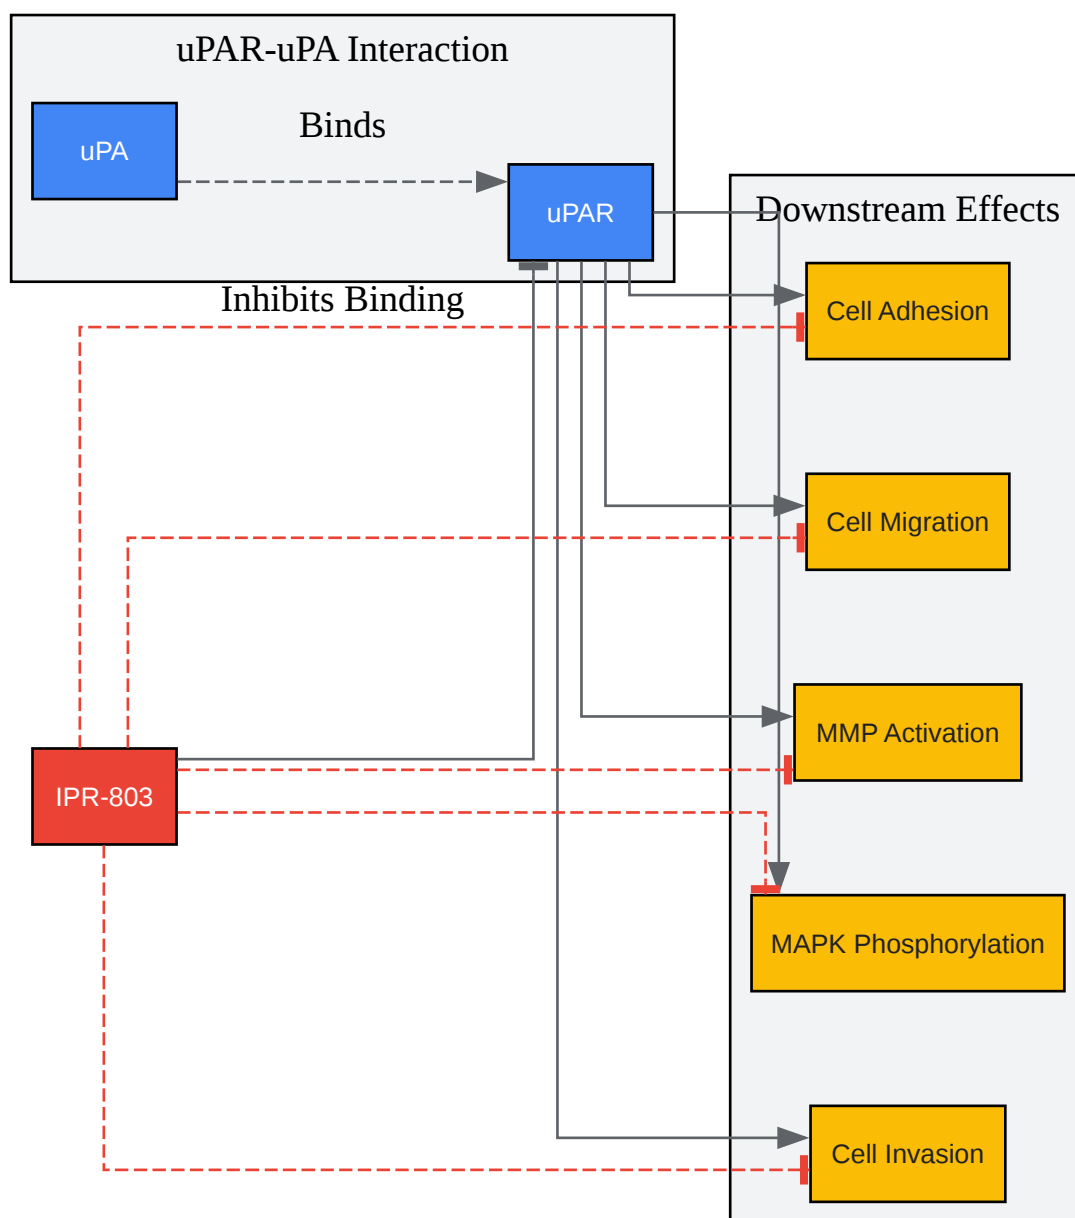 uPAR-uPA Interaction
Binds
uPA
uPAR
Downstream Effects
Inhibits Binding
Cell Adhesion
Cell Migration
MMP Activation
IPR-803
MAPK Phosphorylation
Cell Invasion